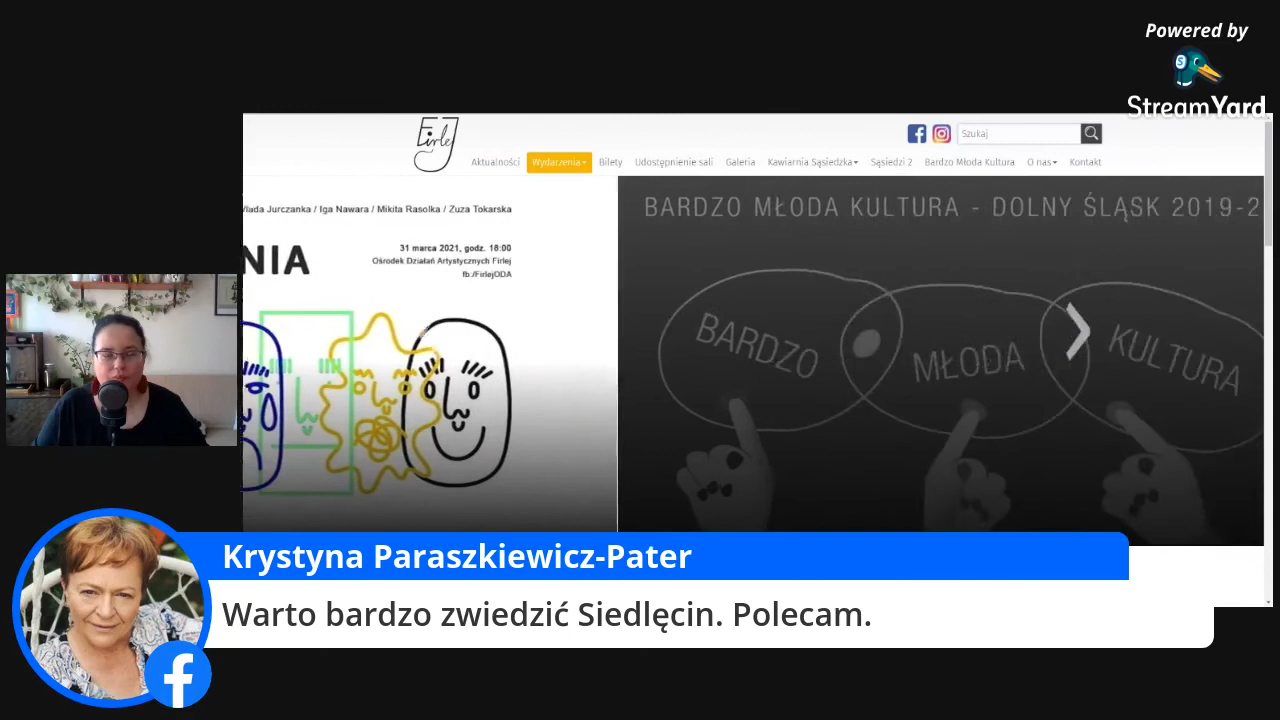 Powered by
StreamYard
Firlej
Szukaj
Aktualności Wydarzenia Bilety Udostępnienie sali Galeria Kawiarnia Sąsiedzka Sąsiedzi 2 Bardzo Młoda Kultura O nas Kontakt
Jurczanka / Iga Nawara / Mikita Rasolka / Zuza Tokarska
NIA
31 marca 2021, godz. 18:00
Ośrodek Działań Artystycznych Firlej
fb:/FirlejODA
BARDZO MŁODA KULTURA - DOLNY ŚLĄSK 2019-2
BARDZO
MŁODA
KULTURA
Krystyna Paraszkiewicz-Pater
Warto bardzo zwiedzić Siedlęcin. Polecam.